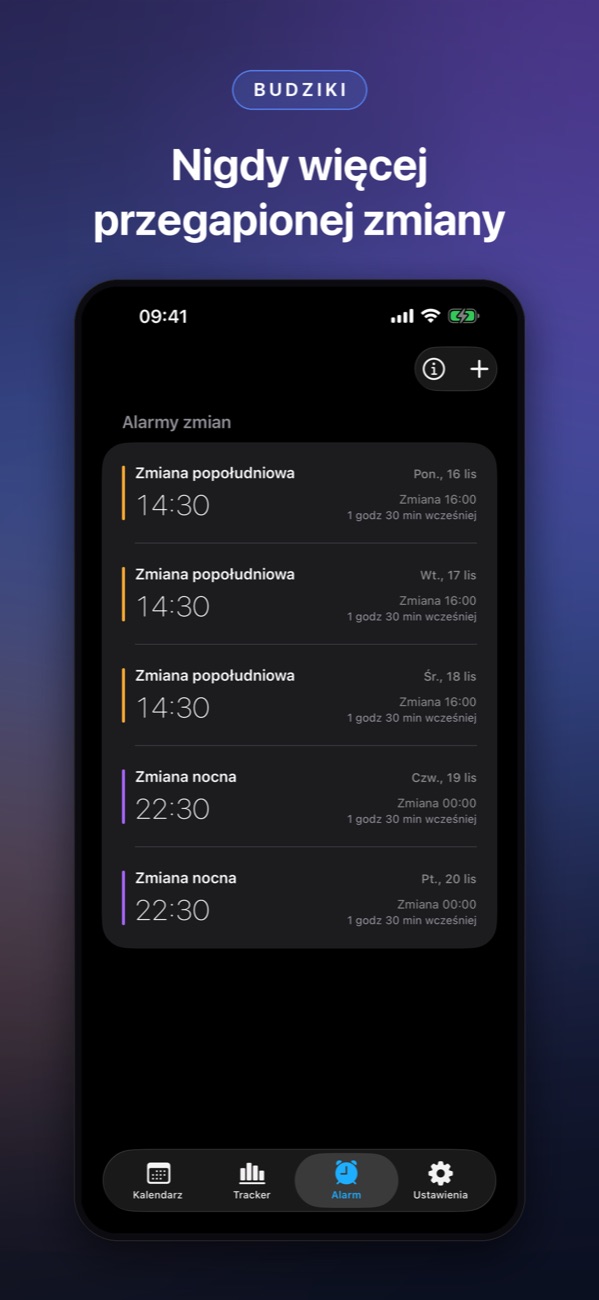 BUDZIKI
Nigdy więcej
przegapionej zmiany
09:41
Alarmy zmian
Zmiana popołudniowa
Pon., 16 lis
14:30
Zmiana 16:00
1 godz 30 min wcześniej
Zmiana popołudniowa
Wt., 17 lis
14:30
Zmiana 16:00
1 godz 30 min wcześniej
Zmiana popołudniowa
Śr., 18 lis
14:30
Zmiana 16:00
1 godz 30 min wcześniej
Zmiana nocna
Czw., 19 lis
22:30
Zmiana 00:00
1 godz 30 min wcześniej
Zmiana nocna
Pt., 20 lis
22:30
Zmiana 00:00
1 godz 30 min wcześniej
Kalendarz
Tracker
Alarm
Ustawienia